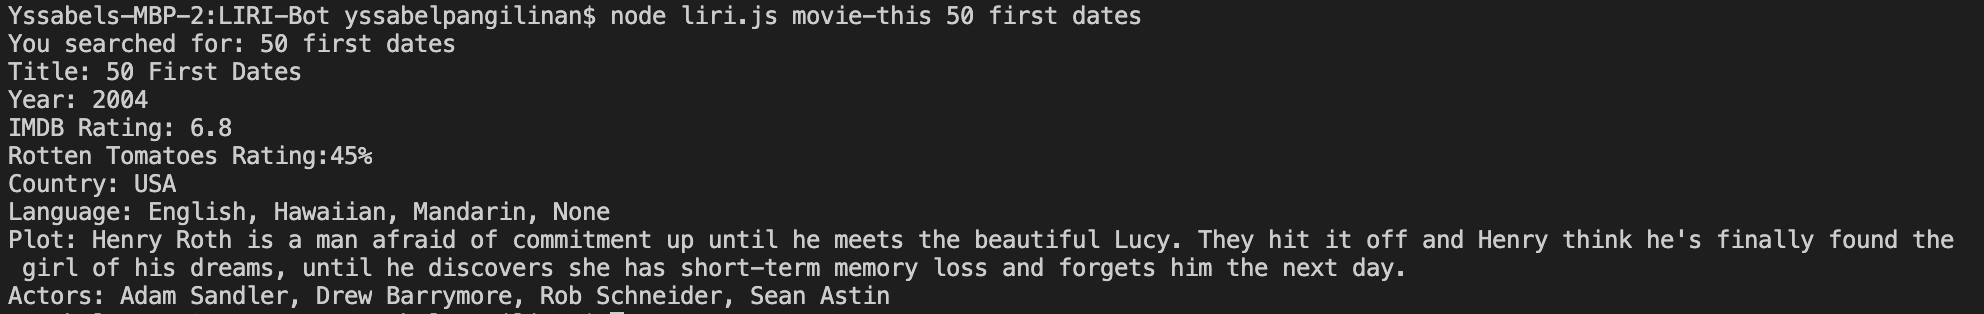 Yssabels-MBP-2:LIRI-Bot yssabelpangilinan$ node liri.js movie-this 50 first dates
You searched for: 50 first dates
Title: 50 First Dates
Year: 2004
IMDB Rating: 6.8
Rotten Tomatoes Rating:45%
Country: USA
Language: English, Hawaiian, Mandarin, None
Plot: Henry Roth is a man afraid of commitment up until he meets the beautiful Lucy. They hit it off and Henry think he's finally found the
girl of his dreams, until he discovers she has short-term memory loss and forgets him the next day.
Actors: Adam Sandler, Drew Barrymore, Rob Schneider, Sean Astin